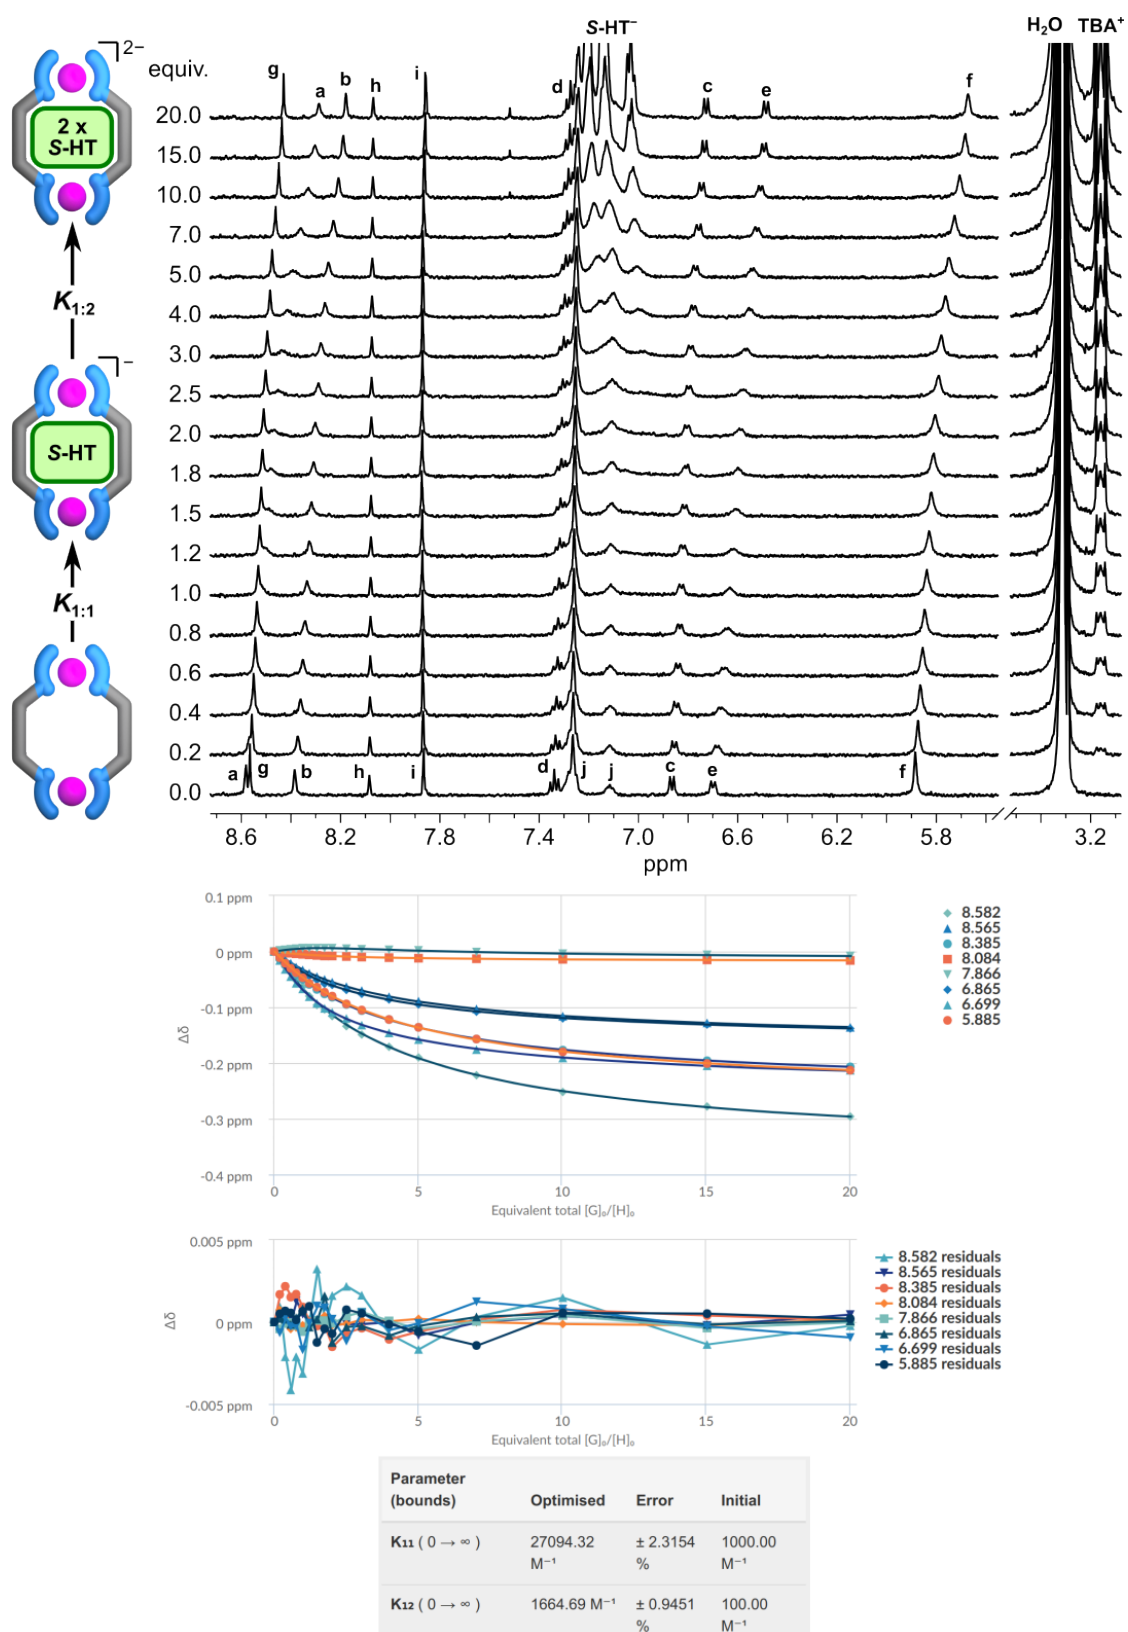 S-HT⁻
H₂O TBA⁺
]2−
equiv.
g a b h i d c e f
20.0
2 x
S-HT
15.0
10.0
7.0
5.0
K1:2
4.0
3.0
]−
2.5
2.0
S-HT
1.8
1.5
1.2
K1:1
1.0
0.8
0.6
0.4
0.2
a g b h i d j j c e f
0.0
8.6 8.2 7.8 7.4 7.0 6.6 6.2 5.8 3.2
ppm
0.1 ppm
0 ppm
-0.1 ppm
-0.2 ppm
-0.3 ppm
-0.4 ppm
Δδ
0 5 10 15 20
Equivalent total [G]₀/[H]₀
8.582
8.565
8.385
8.084
7.866
6.865
6.699
5.885
0.005 ppm
0 ppm
-0.005 ppm
Δδ
0 5 10 15 20
Equivalent total [G]₀/[H]₀
8.582 residuals
8.565 residuals
8.385 residuals
8.084 residuals
7.866 residuals
6.865 residuals
6.699 residuals
5.885 residuals
Parameter
(bounds) Optimised Error Initial
K₁₁ ( 0 → ∞ ) 27094.32 ± 2.3154 1000.00
M⁻¹ % M⁻¹
K₁₂ ( 0 → ∞ ) 1664.69 M⁻¹ ± 0.9451 100.00
% M⁻¹